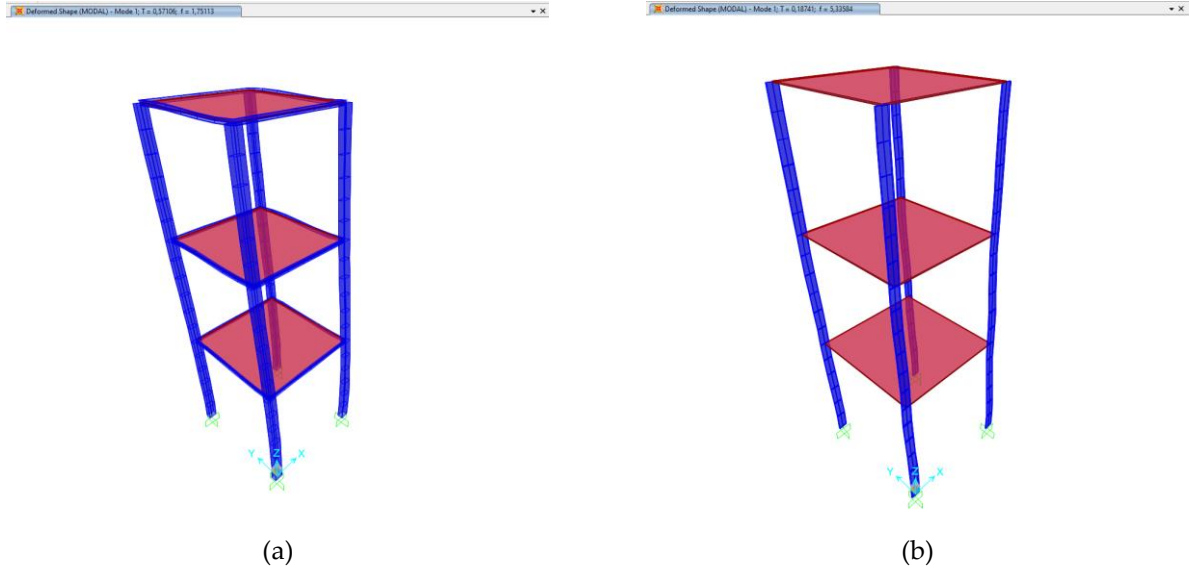 Deformed Shape (MODAL) - Mode 1; T = 0,57106; f = 1,75113
Deformed Shape (MODAL) - Mode 1; T = 0,18741; f = 5,33584
Y Z X
Y Z X
(a)
(b)